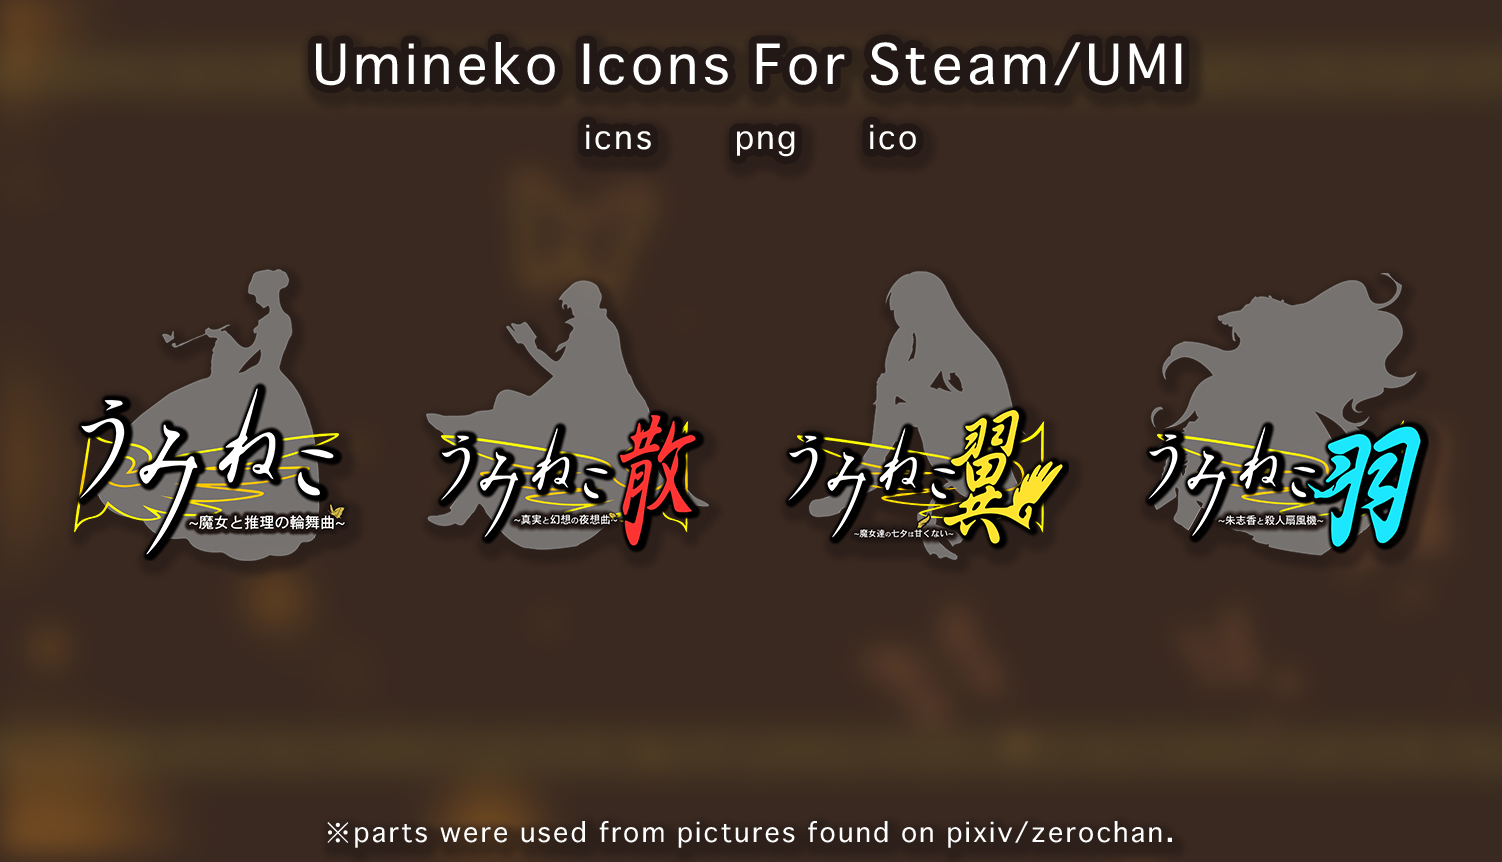 Umineko Icons For Steam/UMI
icns png ico
うみねこ
~魔女と推理の輪舞曲~
うみねこ散
~真実と幻想の夜想曲~
うみねこ翼
~魔女達の七夕は甘くない~
うみねこ羽
~朱志香と殺人扇風機~
※parts were used from pictures found on pixiv/zerochan.